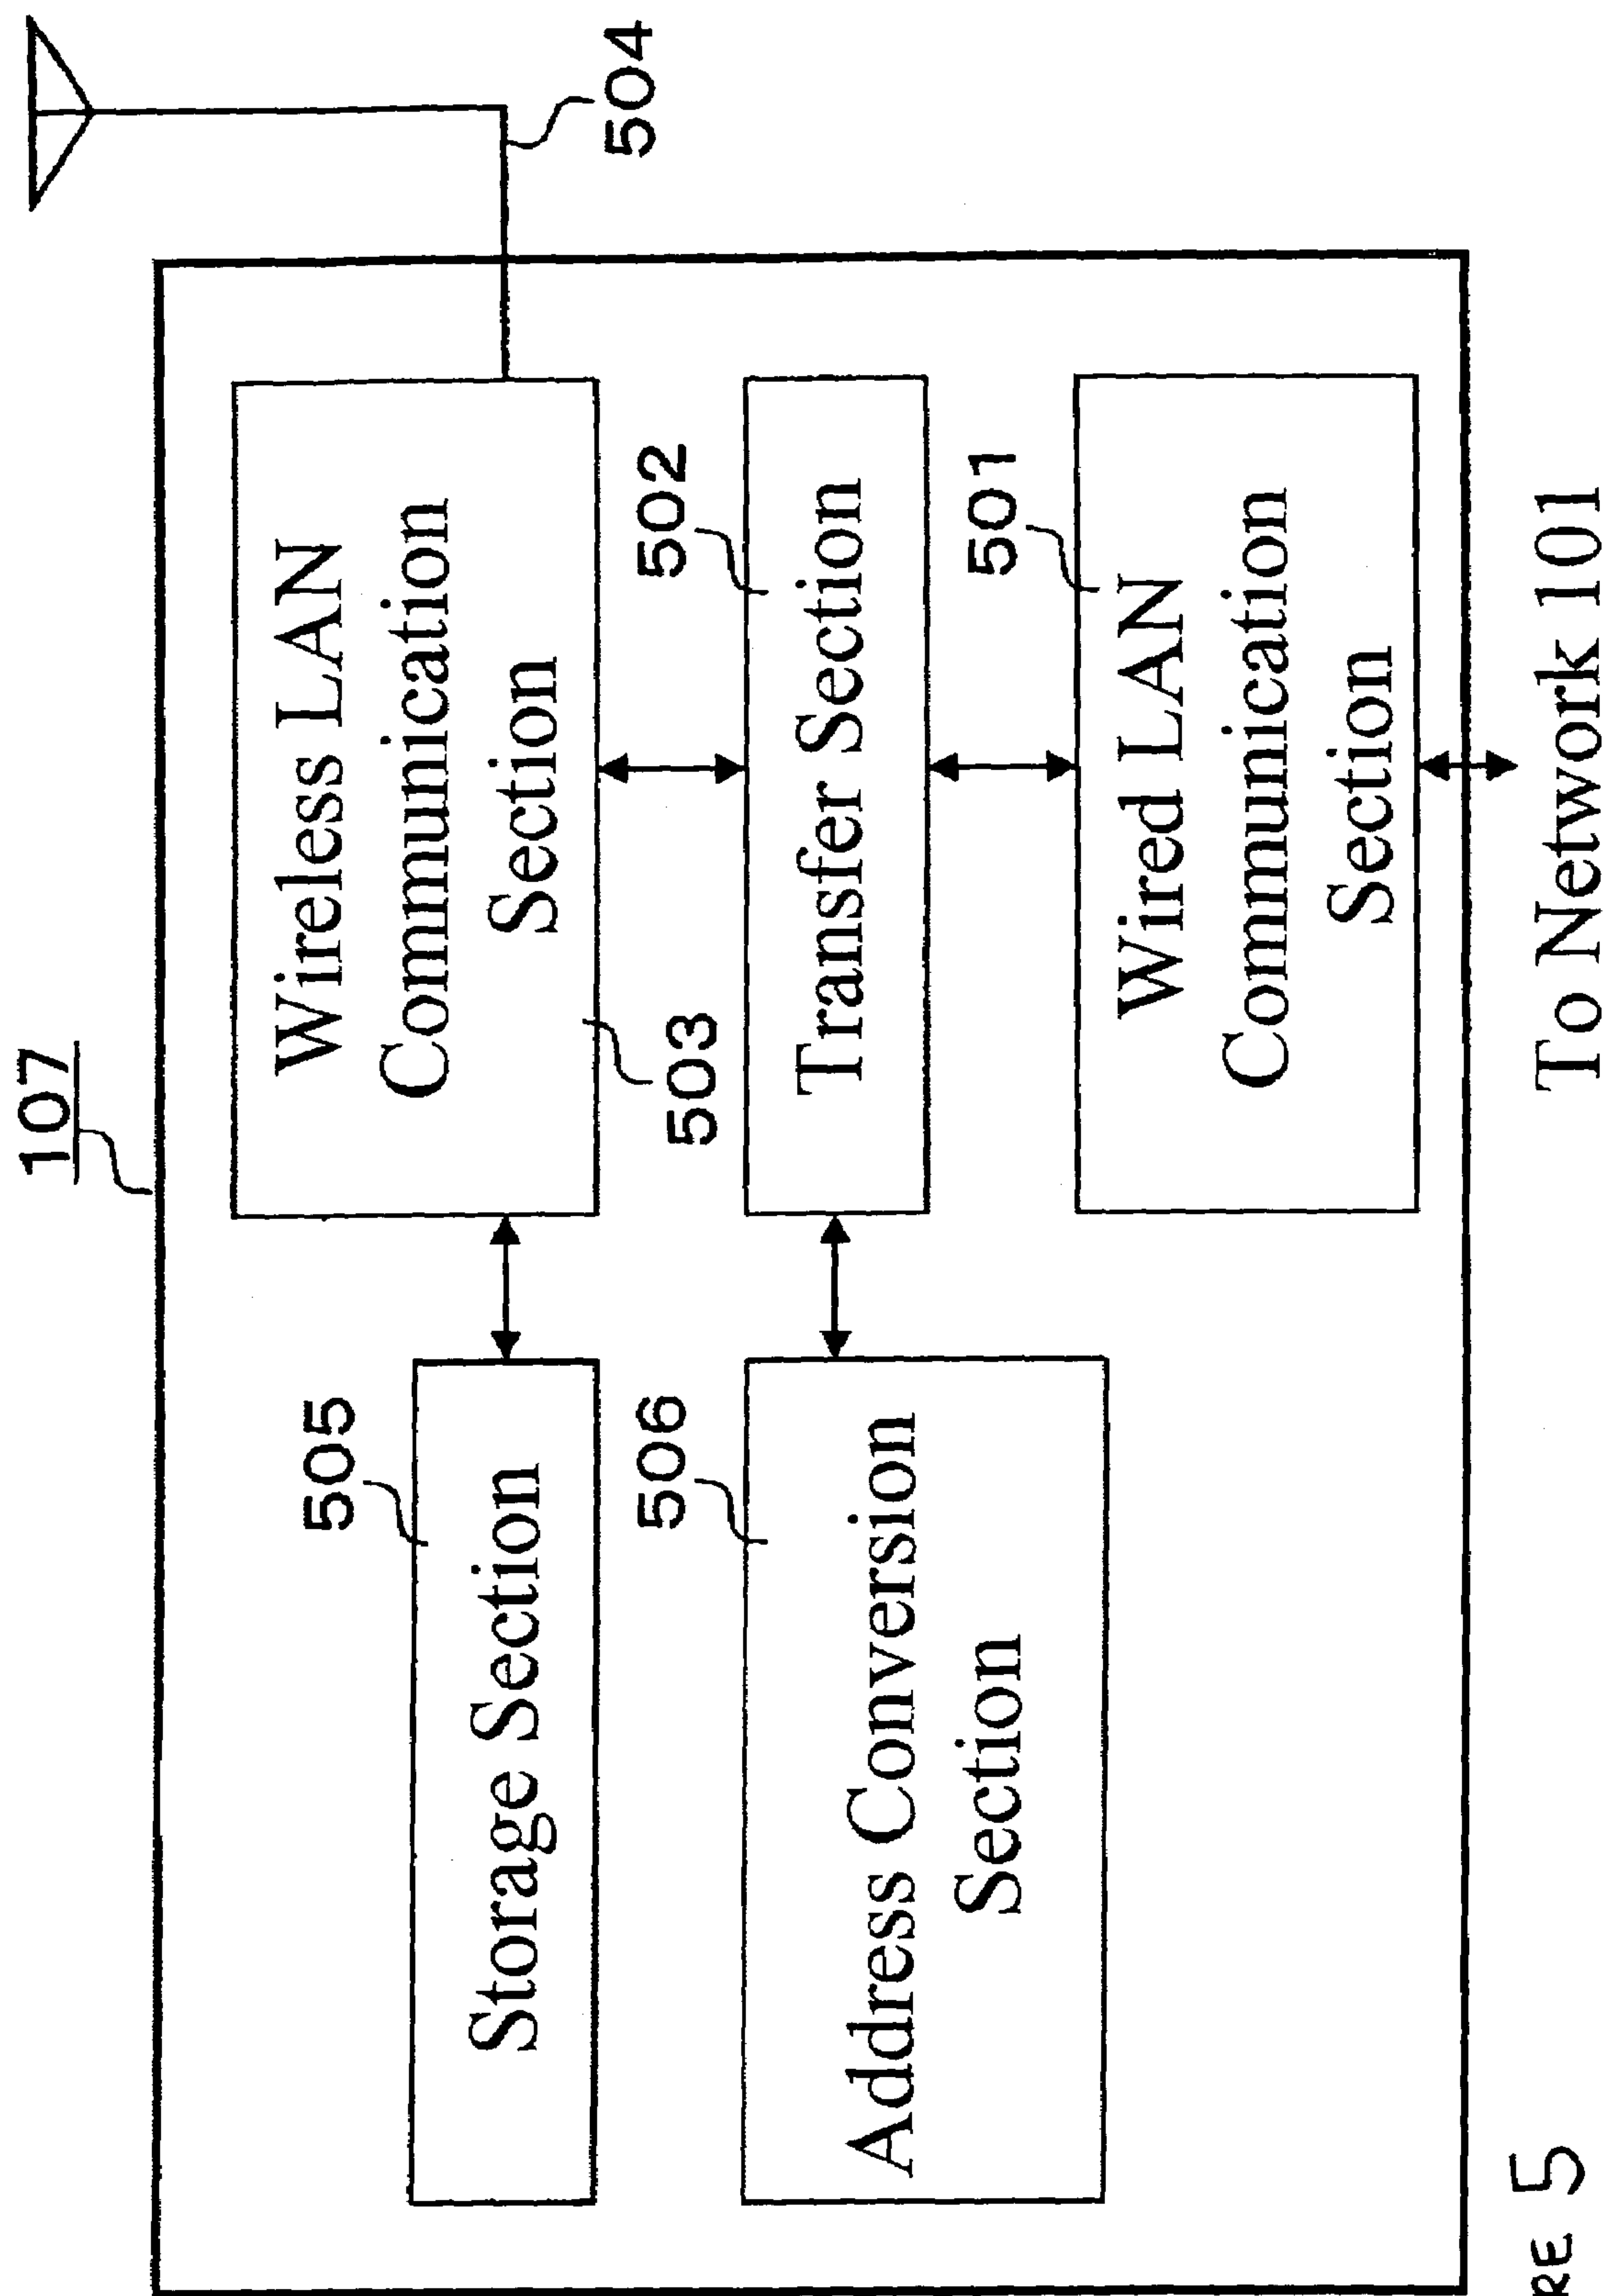 107
504
Wireless LAN
Communication
Section
505
Storage Section
503
502
506
Address Conversion
Section
Transfer Section
501
Wired LAN
Communication
Section
To Network 101
5